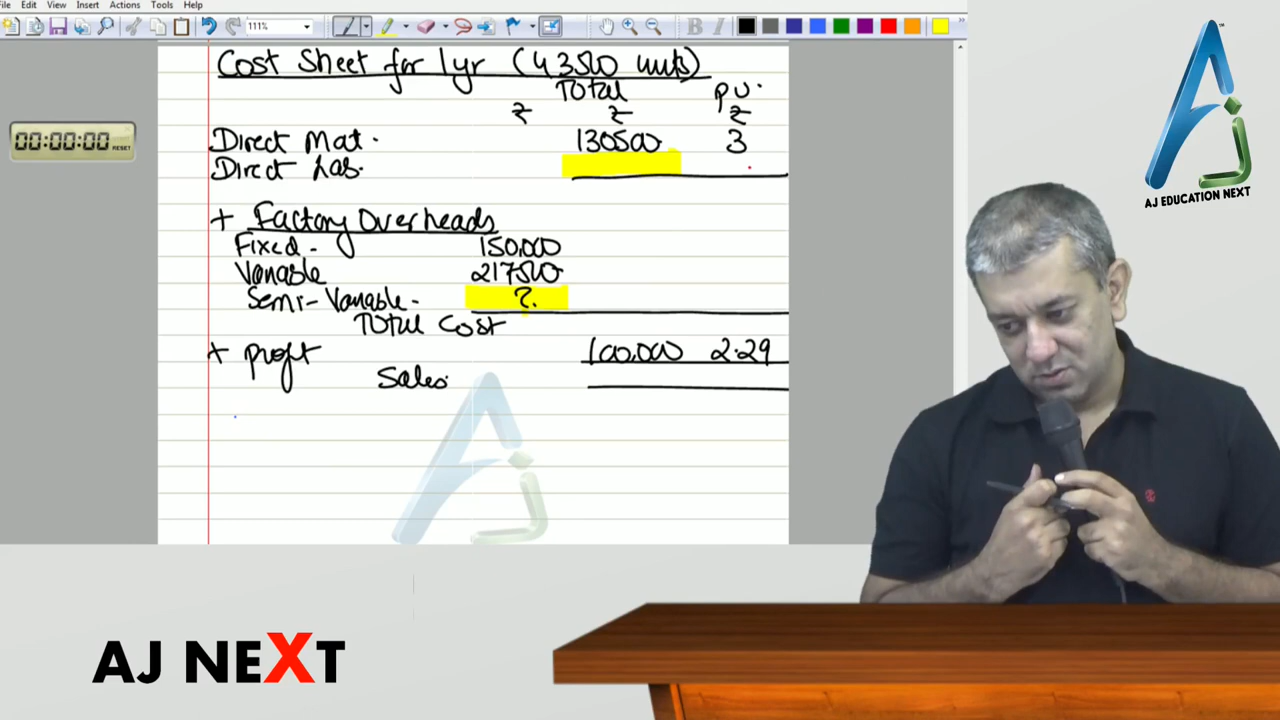 File Edit View Insert Actions Tools Help
111%
B I
Cost Sheet for 1yr (43500 units)
Total p.u.
₹ ₹ ₹
Direct Mat. 130500 3
Direct Lab.
+ Factory Overheads
Fixed - 150,000
Variable 217500
Semi-Variable - ?
Total Cost
+ profit 100,000 2.29
Sales
00:00:00 RESET
AJ EDUCATION NEXT
AJ NEXT